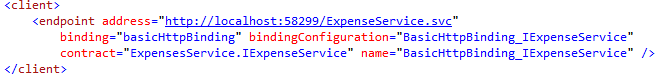 <client>
<endpoint address="http://localhost:58299/ExpenseService.svc"
binding="basicHttpBinding" bindingConfiguration="BasicHttpBinding_IExpenseService"
contract="ExpensesService.IExpenseService" name="BasicHttpBinding_IExpenseService" />
</client>